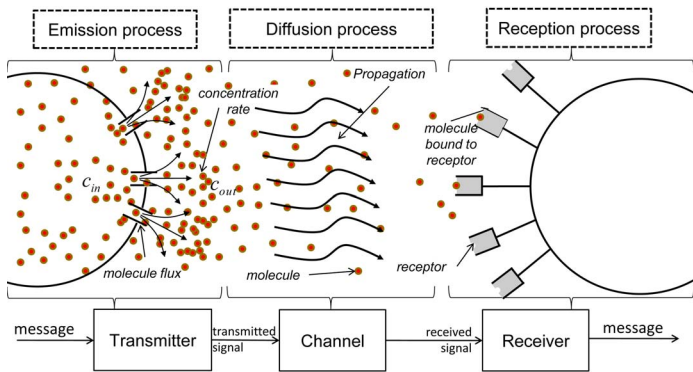 Emission process
Diffusion process
Reception process
concentration
rate
Propagation
molecule
bound to
receptor
c_in
c_out
molecule flux
molecule
receptor
message
Transmitter
transmitted
signal
Channel
received
signal
Receiver
message